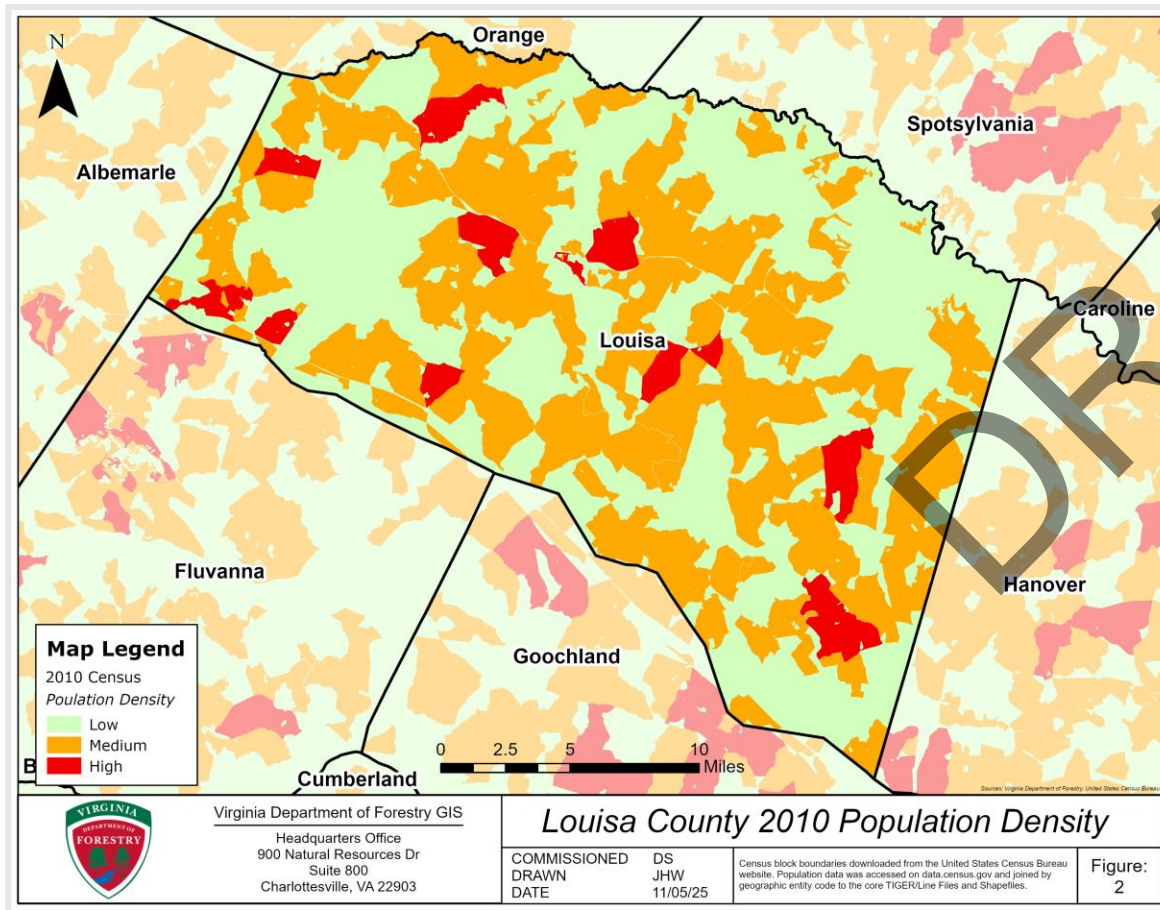 Orange
N
Spotsylvania
Albemarle
Caroline
Louisa
Fluvanna
Hanover
Goochland
Map Legend
2010 Census
Poulation Density
Low
Medium
High
0 2.5 5 10
Miles
B
Cumberland
DR
Sources: Virginia Department of Forestry, United States Census Bureau
VIRGINIA
DEPARTMENT OF
FORESTRY
Virginia Department of Forestry GIS
Headquarters Office
900 Natural Resources Dr
Suite 800
Charlottesville, VA 22903
Louisa County 2010 Population Density
COMMISSIONED DS
DRAWN JHW
DATE 11/05/25
Census block boundaries downloaded from the United States Census Bureau
website. Population data was accessed on data.census.gov and joined by
geographic entity code to the core TIGER/Line Files and Shapefiles.
Figure:
2